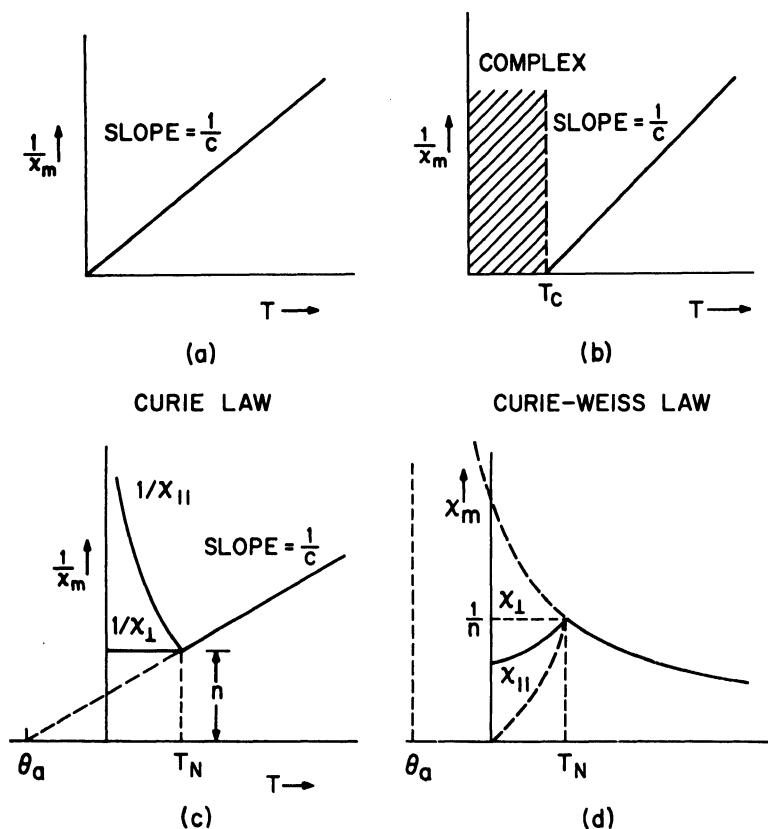 1/χm ↑
SLOPE = 1/C
T →
(a)
COMPLEX
1/χm ↑
SLOPE = 1/C
TC
T →
(b)
CURIE LAW
CURIE-WEISS LAW
1/χ||
1/χm ↑
SLOPE = 1/C
1/χ⊥
n
θa
TN
T →
(c)
χm ↑
1/n
χ⊥
χ||
θa
TN
(d)